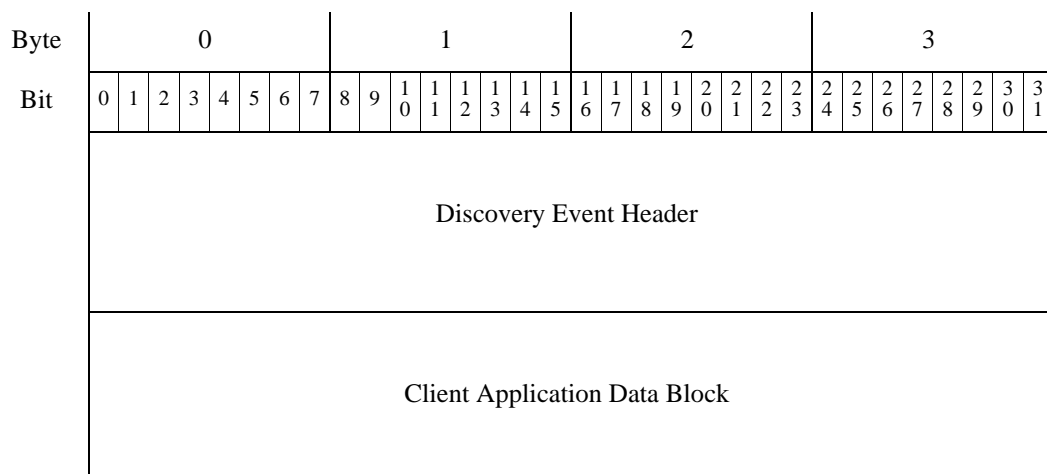 Byte 0 1 2 3
Bit 0 1 2 3 4 5 6 7 8 9 10 11 12 13 14 15 16 17 18 19 20 21 22 23 24 25 26 27 28 29 30 31
Discovery Event Header
Client Application Data Block